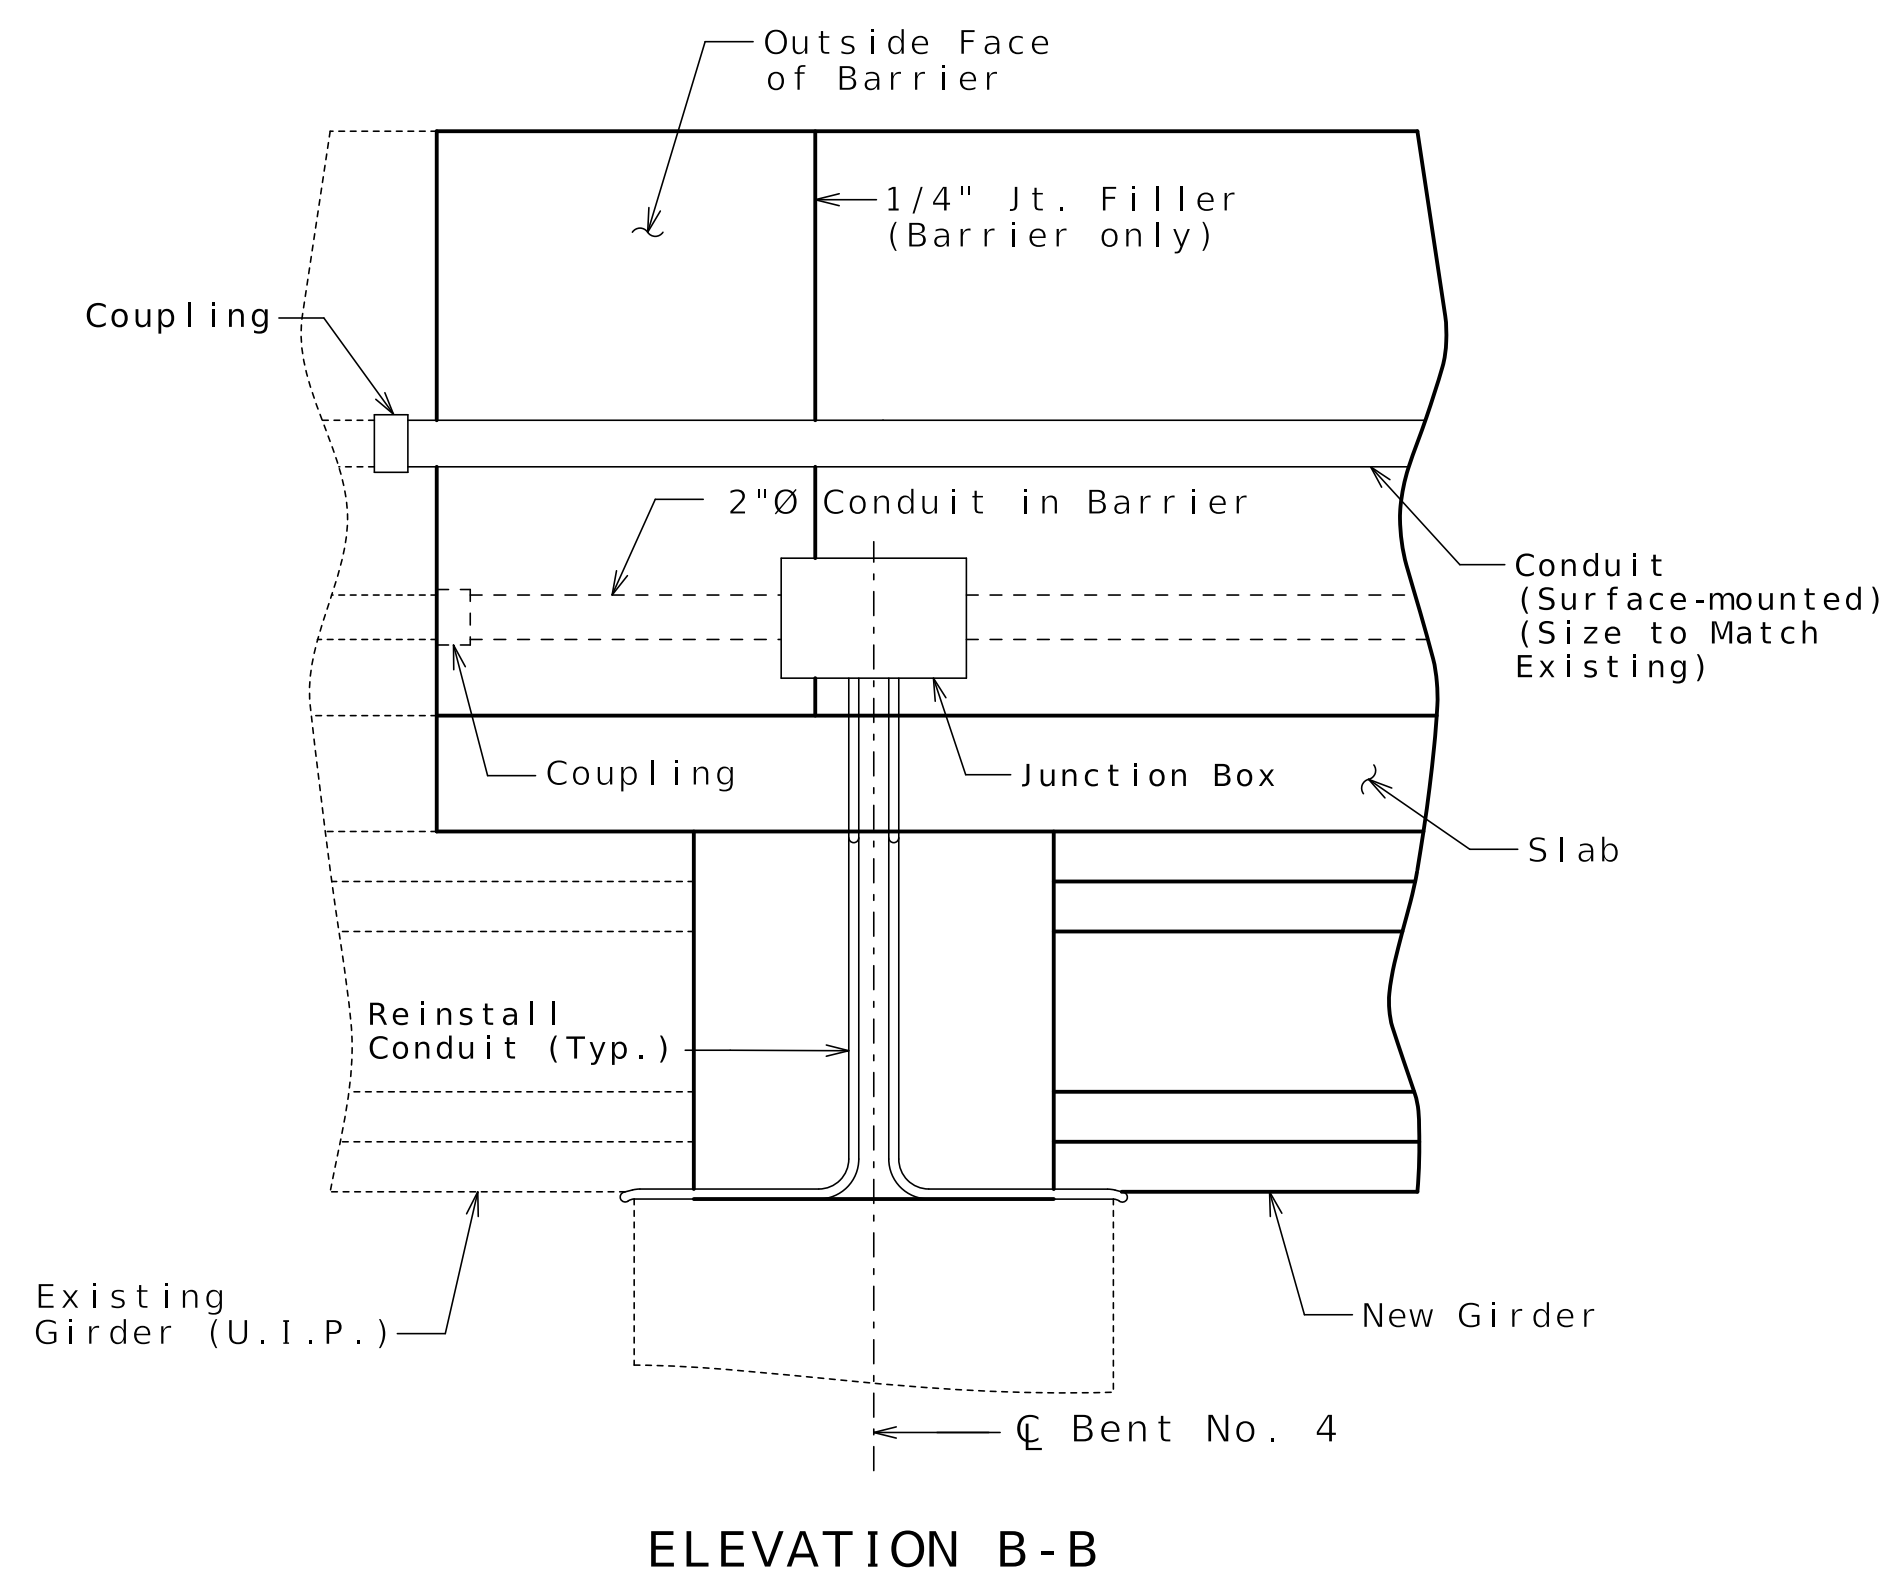 Outside Face
of Barrier
1/4" Jt. Filler
(Barrier only)
Coupling
2"Ø Conduit in Barrier
Conduit
(Surface-mounted)
(Size to Match
Existing)
Coupling
Junction Box
Slab
Reinstall
Conduit (Typ.)
Existing
Girder (U.I.P.)
New Girder
℄ Bent No. 4
ELEVATION B-B